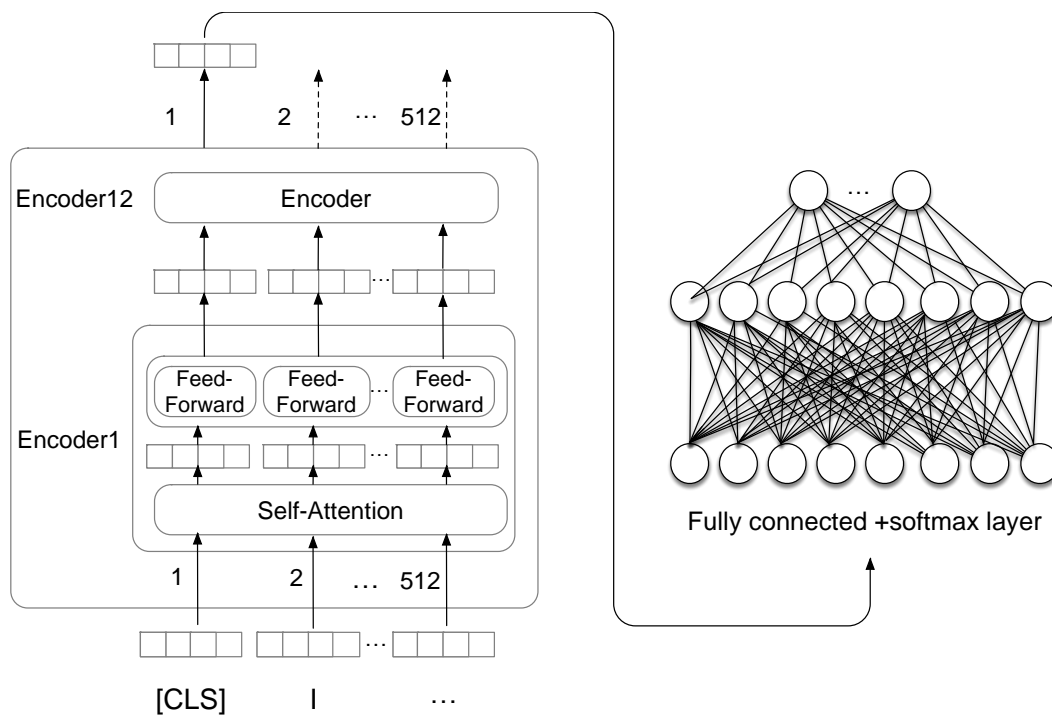 1
2
...
512
Encoder12
Encoder
...
Feed-
Forward
Feed-
Forward
...
Feed-
Forward
Encoder1
...
Self-Attention
1
2
...
512
...
[CLS]
I
...
...
Fully connected +softmax layer